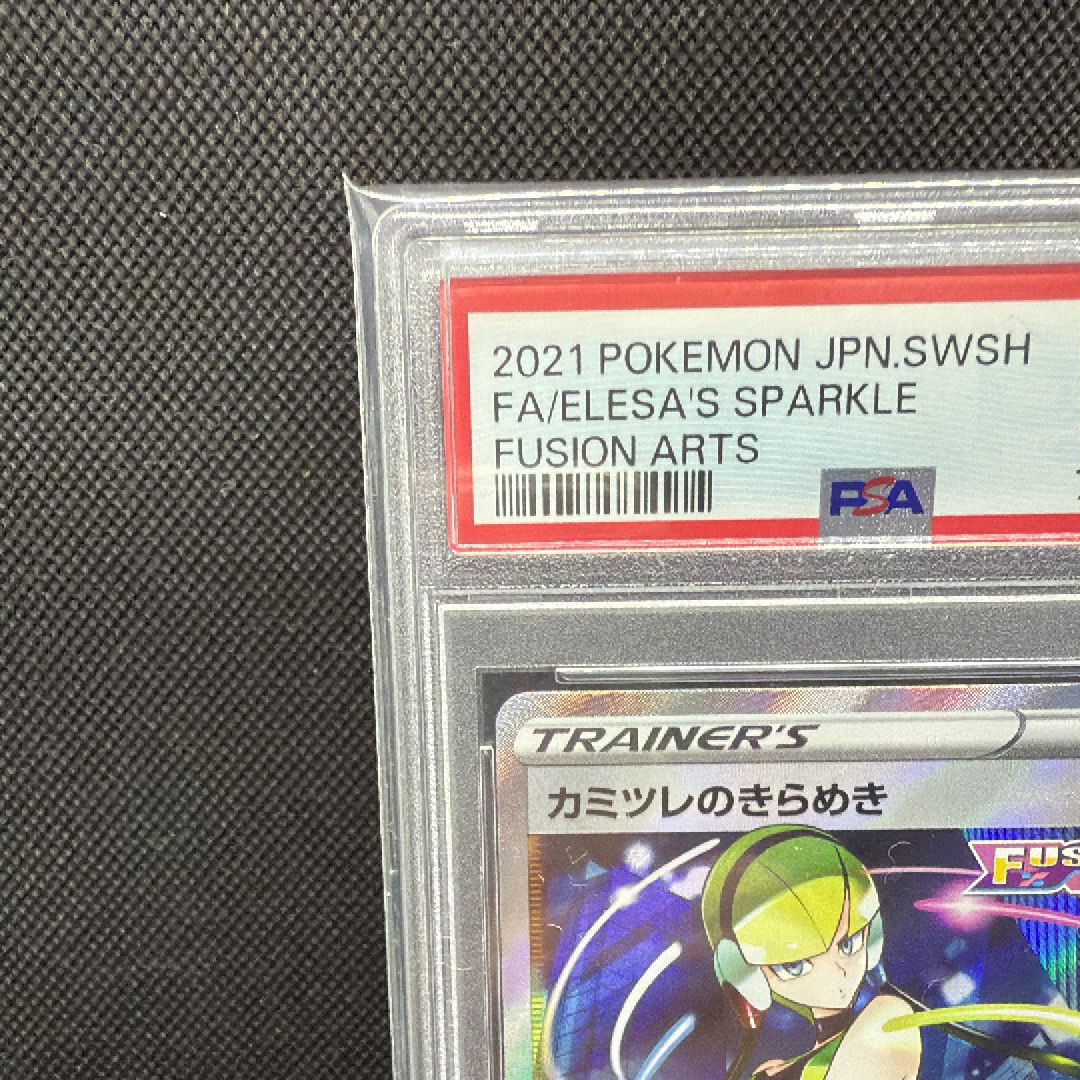 2021 POKEMON JPN.SWSH
FA/ELESA'S SPARKLE
FUSION ARTS
PSA
TRAINER'S
カミツレのきらめき